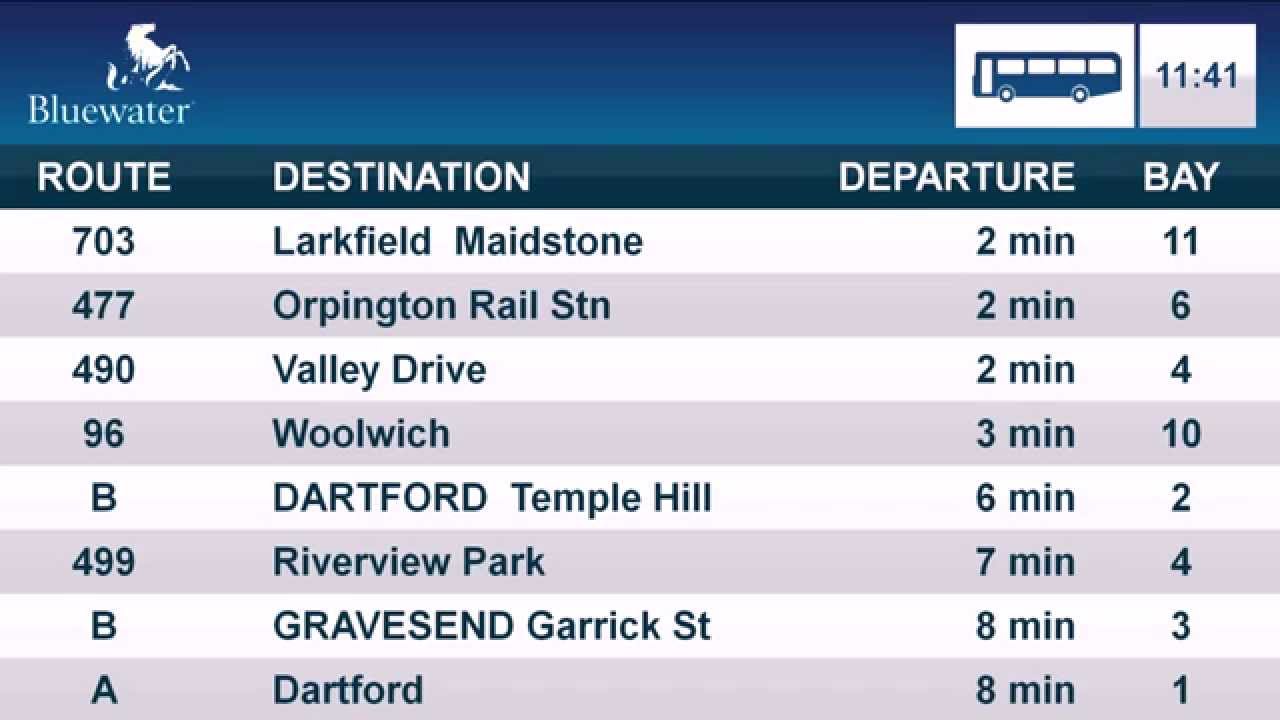 Bluewater
11:41
ROUTE DESTINATION DEPARTURE BAY
703 Larkfield  Maidstone 2 min 11
477 Orpington Rail Stn 2 min 6
490 Valley Drive 2 min 4
96 Woolwich 3 min 10
B DARTFORD  Temple Hill 6 min 2
499 Riverview Park 7 min 4
B GRAVESEND Garrick St 8 min 3
A Dartford 8 min 1